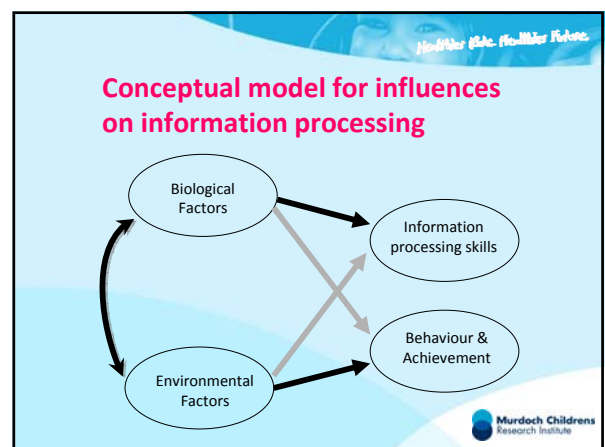 Healthier Kids. Healthier Future.
Conceptual model for influences
on information processing
Biological
Factors
Information
processing skills
Behaviour &
Achievement
Environmental
Factors
Murdoch Childrens
Research Institute